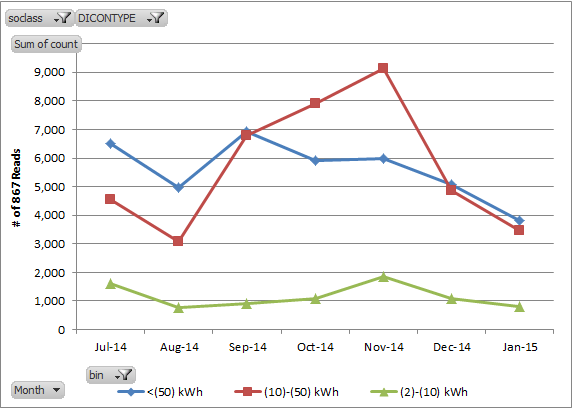 soclass DICONTYPE
Sum of count
9,000
8,000
7,000
6,000
5,000
4,000
3,000
2,000
1,000
0
# of 867 Reads
Jul-14 Aug-14 Sep-14 Oct-14 Nov-14 Dec-14 Jan-15
bin
Month
<(50) kWh (10)-(50) kWh (2)-(10) kWh